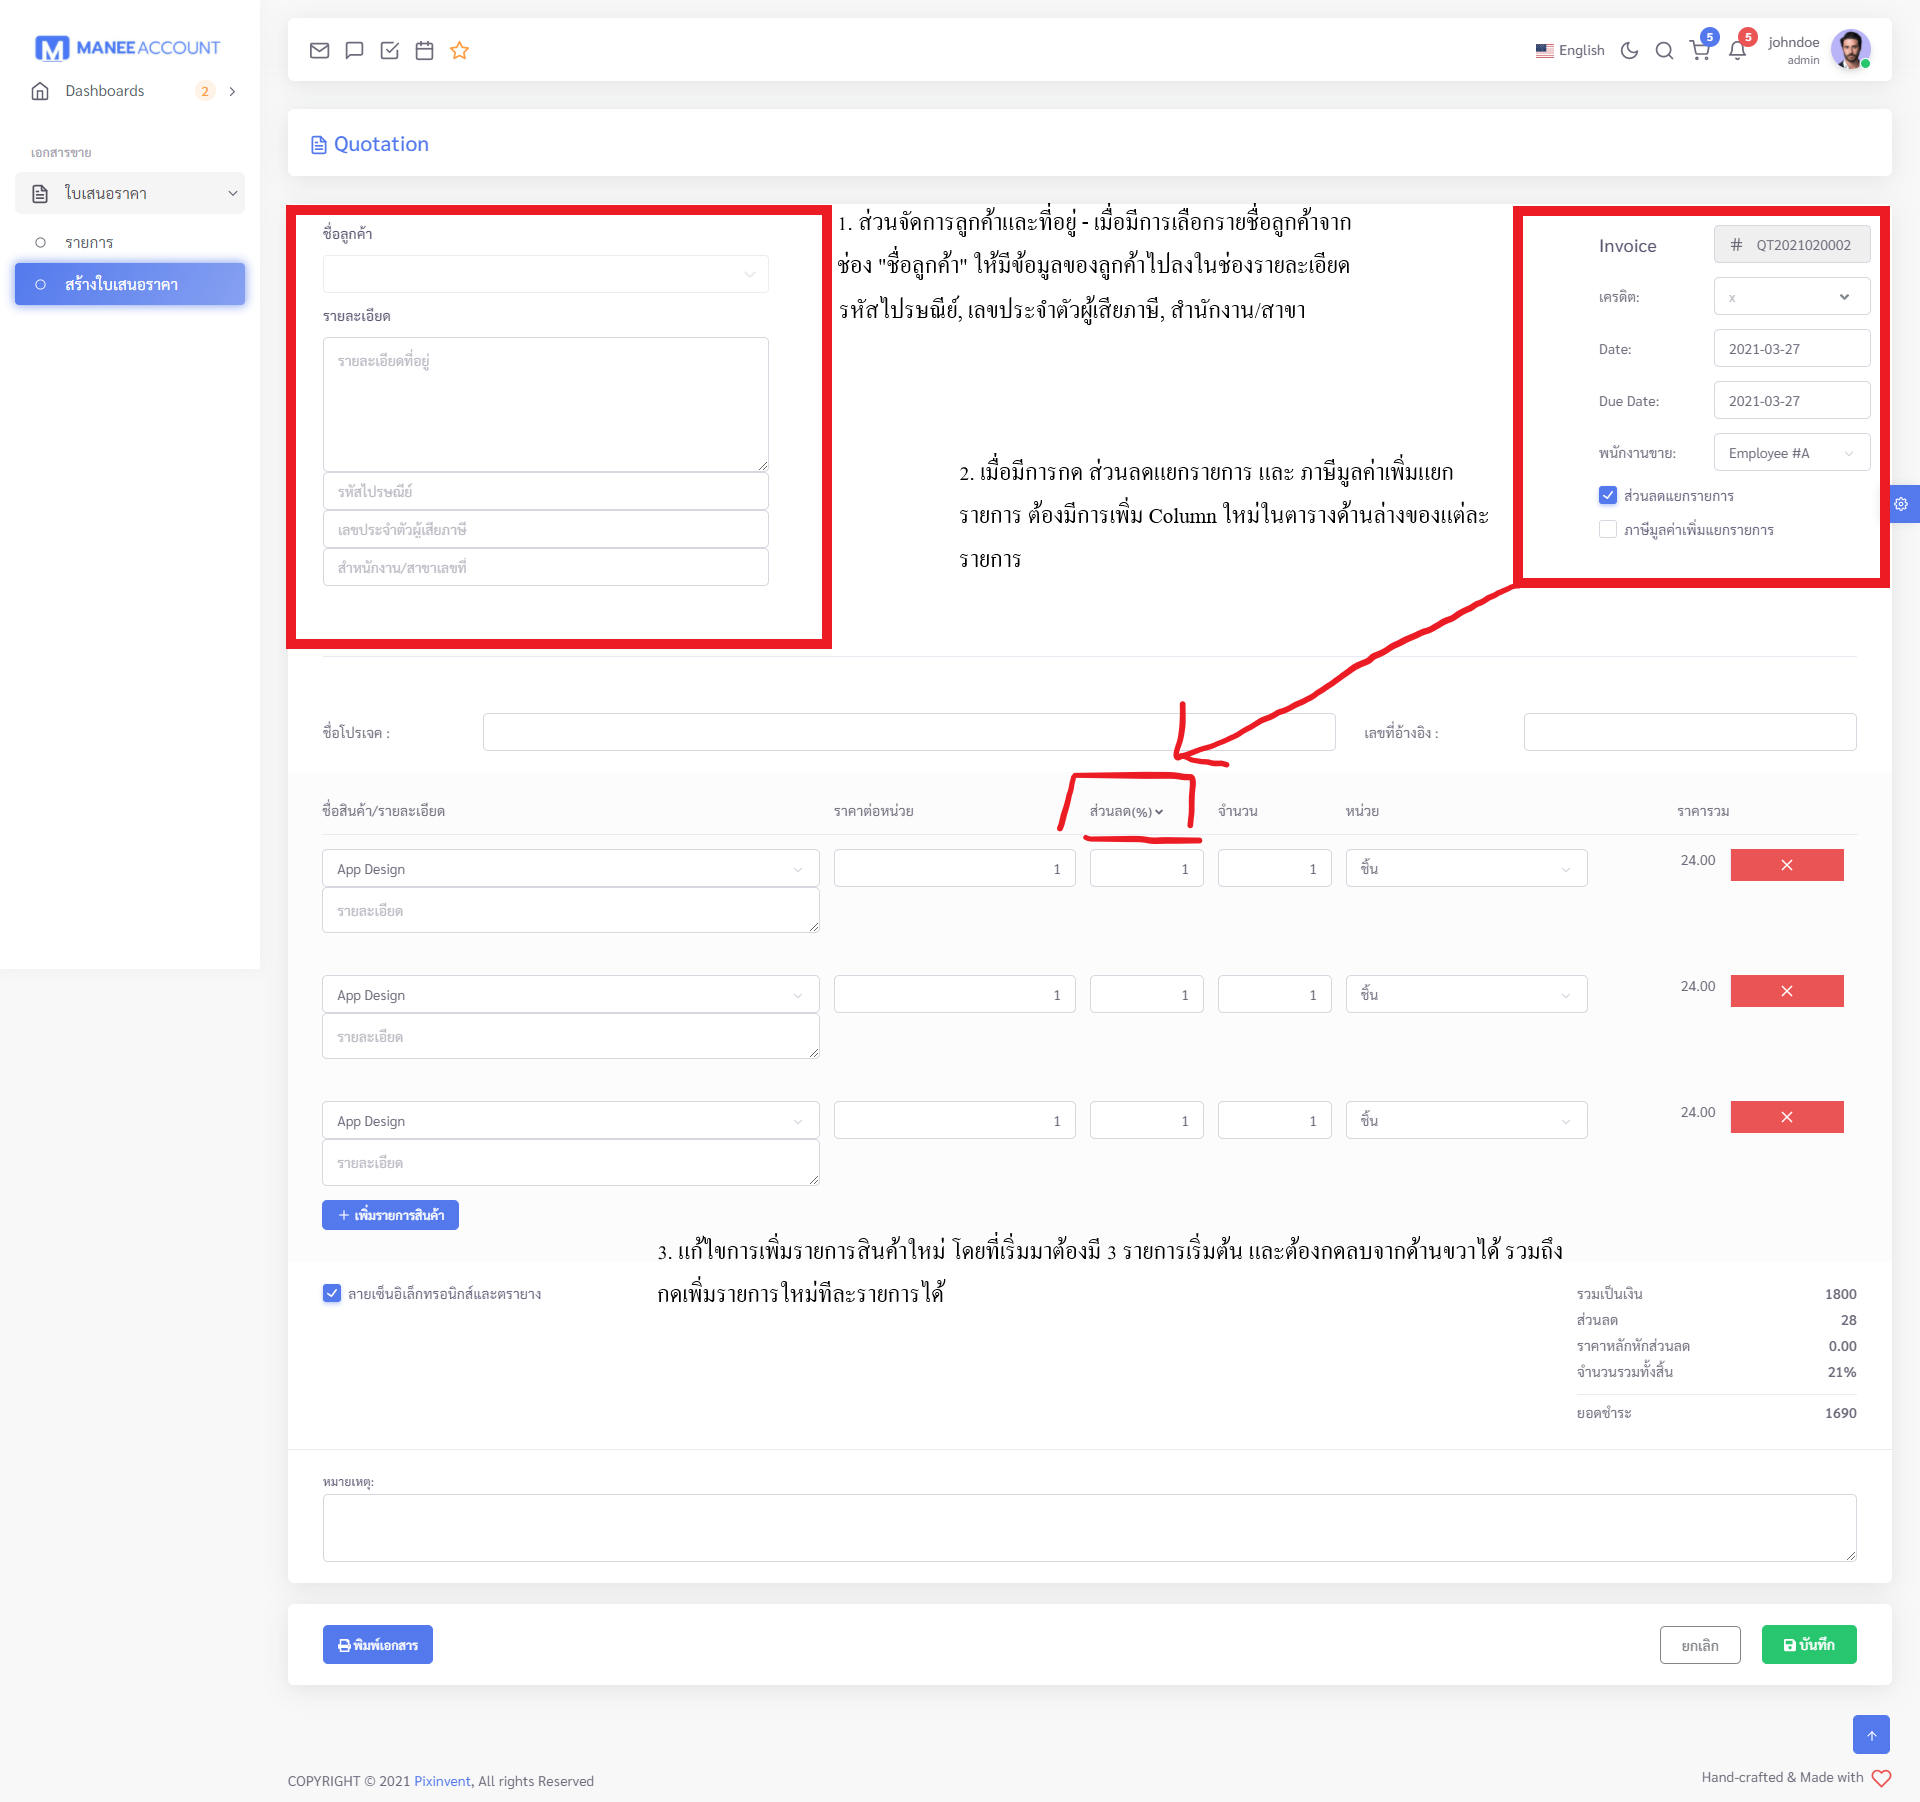 MANEE ACCOUNT
Dashboards 2
เอกสารขาย
ใบเสนอราคา
รายการ
สร้างใบเสนอราคา
English
5
5
johndoe
admin
Quotation
ชื่อลูกค้า
รายละเอียด
รายละเอียดที่อยู่
รหัสไปรษณีย์
เลขประจำตัวผู้เสียภาษี
สำหนักงาน/สาขาเลขที่
1. ส่วนจัดการลูกค้าและที่อยู่ - เมื่อมีการเลือกรายชื่อลูกค้าจาก
ช่อง "ชื่อลูกค้า" ให้มีข้อมูลของลูกค้าไปลงในช่องรายละเอียด
รหัสไปรษณีย์, เลขประจำตัวผู้เสียภาษี, สำนักงาน/สาขา
2. เมื่อมีการกด ส่วนลดแยกรายการ และ ภาษีมูลค่าเพิ่มแยก
รายการ ต้องมีการเพิ่ม Column ใหม่ในตารางด้านล่างของแต่ละ
รายการ
Invoice # QT2021020002
เครดิต: x
Date: 2021-03-27
Due Date: 2021-03-27
พนักงานขาย: Employee #A
ส่วนลดแยกรายการ
ภาษีมูลค่าเพิ่มแยกรายการ
ชื่อโปรเจค : เลขที่อ้างอิง :
ชื่อสินค้า/รายละเอียด ราคาต่อหน่วย ส่วนลด(%) จำนวน หน่วย ราคารวม
App Design 1 1 1 ชิ้น 24.00
รายละเอียด
App Design 1 1 1 ชิ้น 24.00
รายละเอียด
App Design 1 1 1 ชิ้น 24.00
รายละเอียด
+ เพิ่มรายการสินค้า
3. แก้ไขการเพิ่มรายการสินค้าใหม่ โดยที่เริ่มมาต้องมี 3 รายการเริ่มต้น และต้องกดลบจากด้านขวาได้ รวมถึง
กดเพิ่มรายการใหม่ทีละรายการได้
ลายเซ็นอิเล็กทรอนิกส์และตรายาง
รวมเป็นเงิน 1800
ส่วนลด 28
ราคาหลักหักส่วนลด 0.00
จำนวนรวมทั้งสิ้น 21%
ยอดชำระ 1690
หมายเหตุ:
พิมพ์เอกสาร
ยกเลิก
บันทึก
COPYRIGHT © 2021 Pixinvent, All rights Reserved
Hand-crafted & Made with